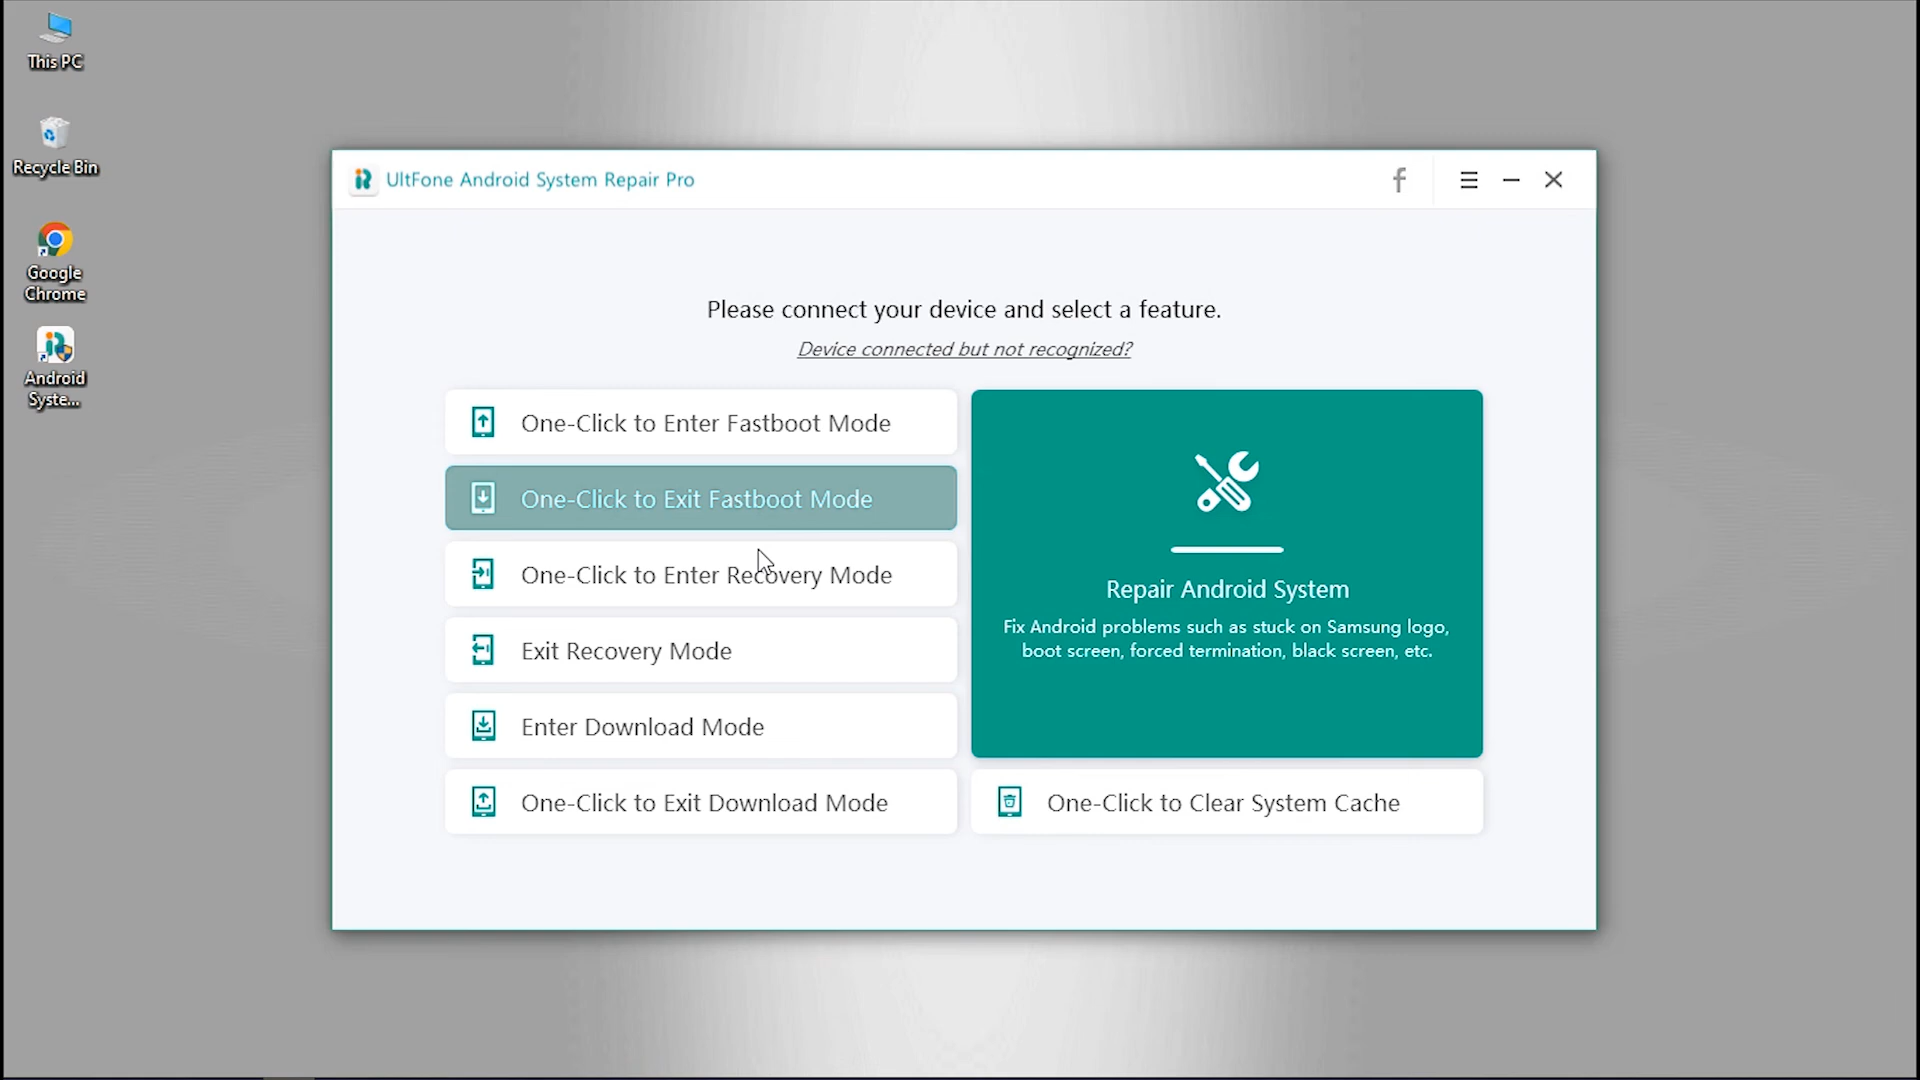 This PC
Recycle Bin
Google
Chrome
Android
Syste...
UltFone Android System Repair Pro
Please connect your device and select a feature.
Device connected but not recognized?
One-Click to Enter Fastboot Mode
One-Click to Exit Fastboot Mode
One-Click to Enter Recovery Mode
Exit Recovery Mode
Enter Download Mode
One-Click to Exit Download Mode
Repair Android System
Fix Android problems such as stuck on Samsung logo,
boot screen, forced termination, black screen, etc.
One-Click to Clear System Cache